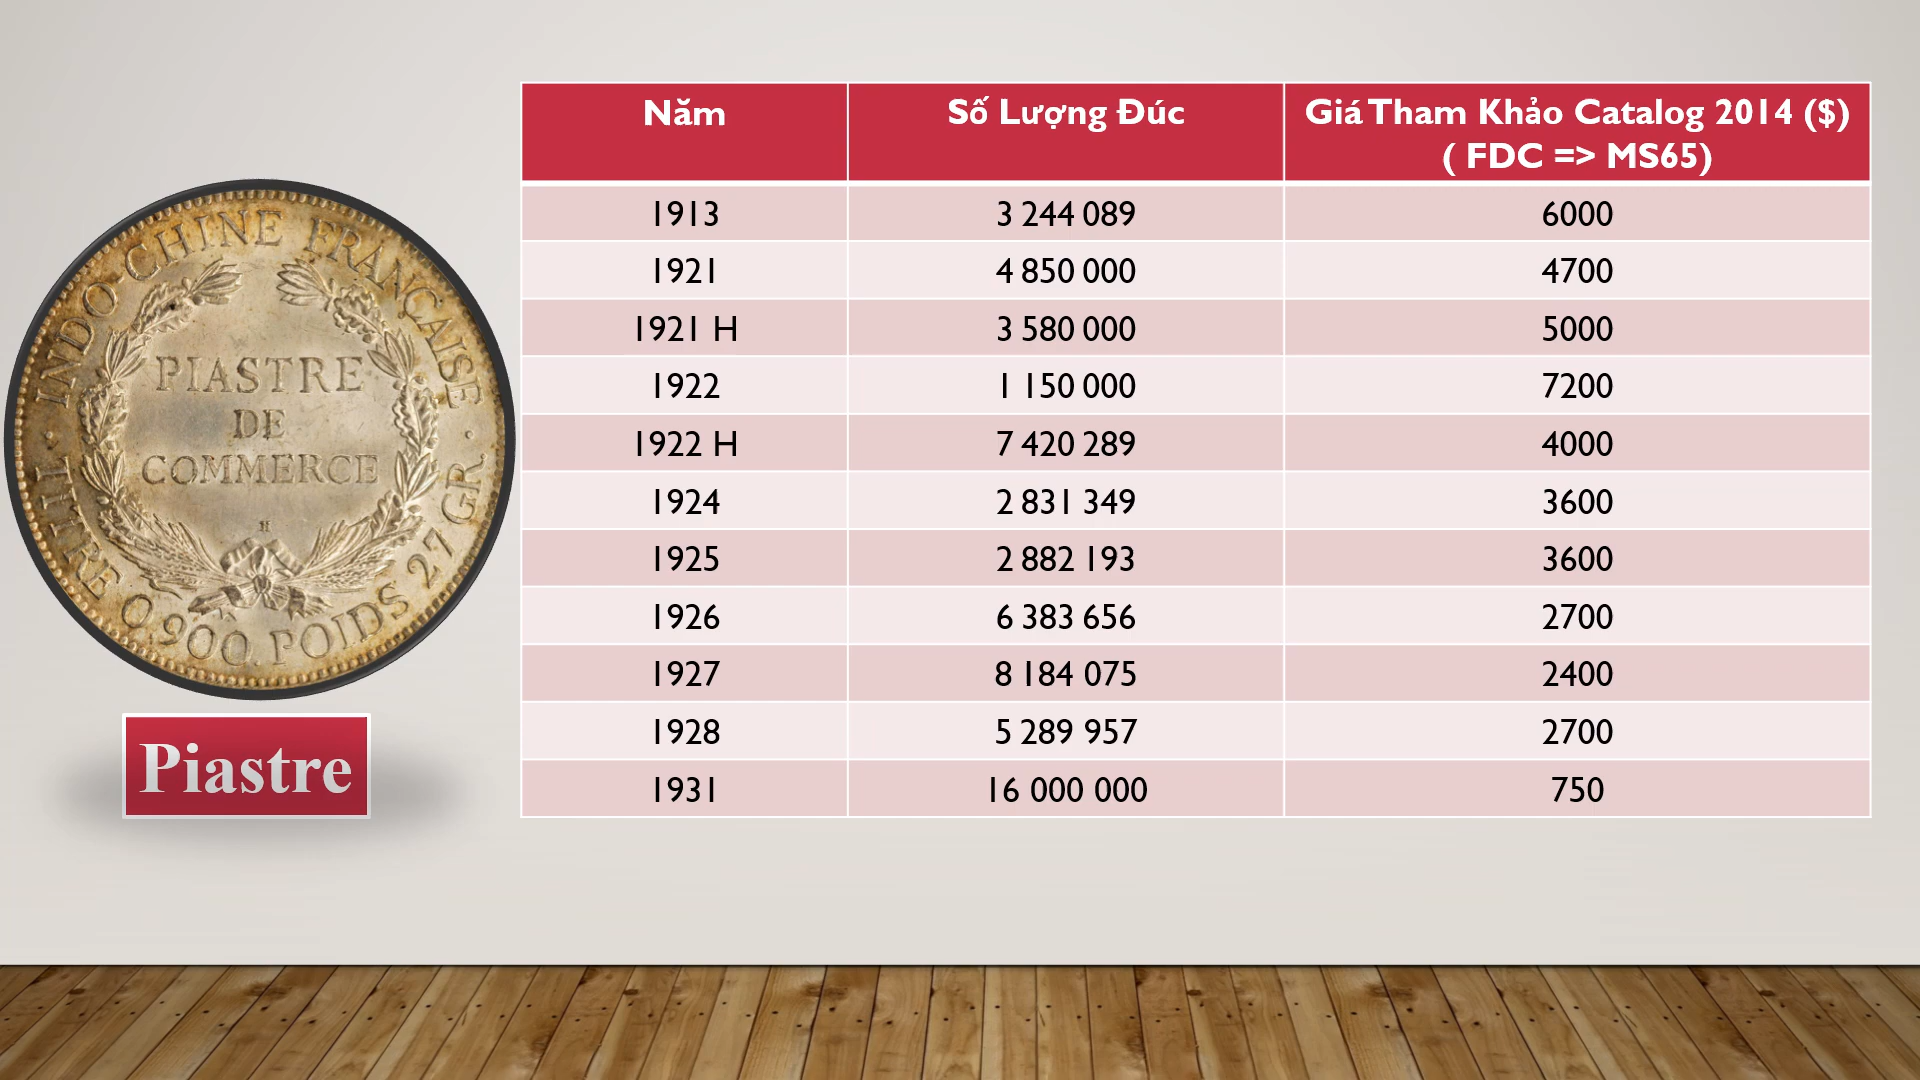 INDO-CHINE FRANÇAISE
PIASTRE
DE
COMMERCE
H
TITRE 0,900. POIDS 27 GR.
Piastre
Năm Số Lượng Đúc Giá Tham Khảo Catalog 2014 ($)
( FDC => MS65)
1913 3 244 089 6000
1921 4 850 000 4700
1921 H 3 580 000 5000
1922 1 150 000 7200
1922 H 7 420 289 4000
1924 2 831 349 3600
1925 2 882 193 3600
1926 6 383 656 2700
1927 8 184 075 2400
1928 5 289 957 2700
1931 16 000 000 750